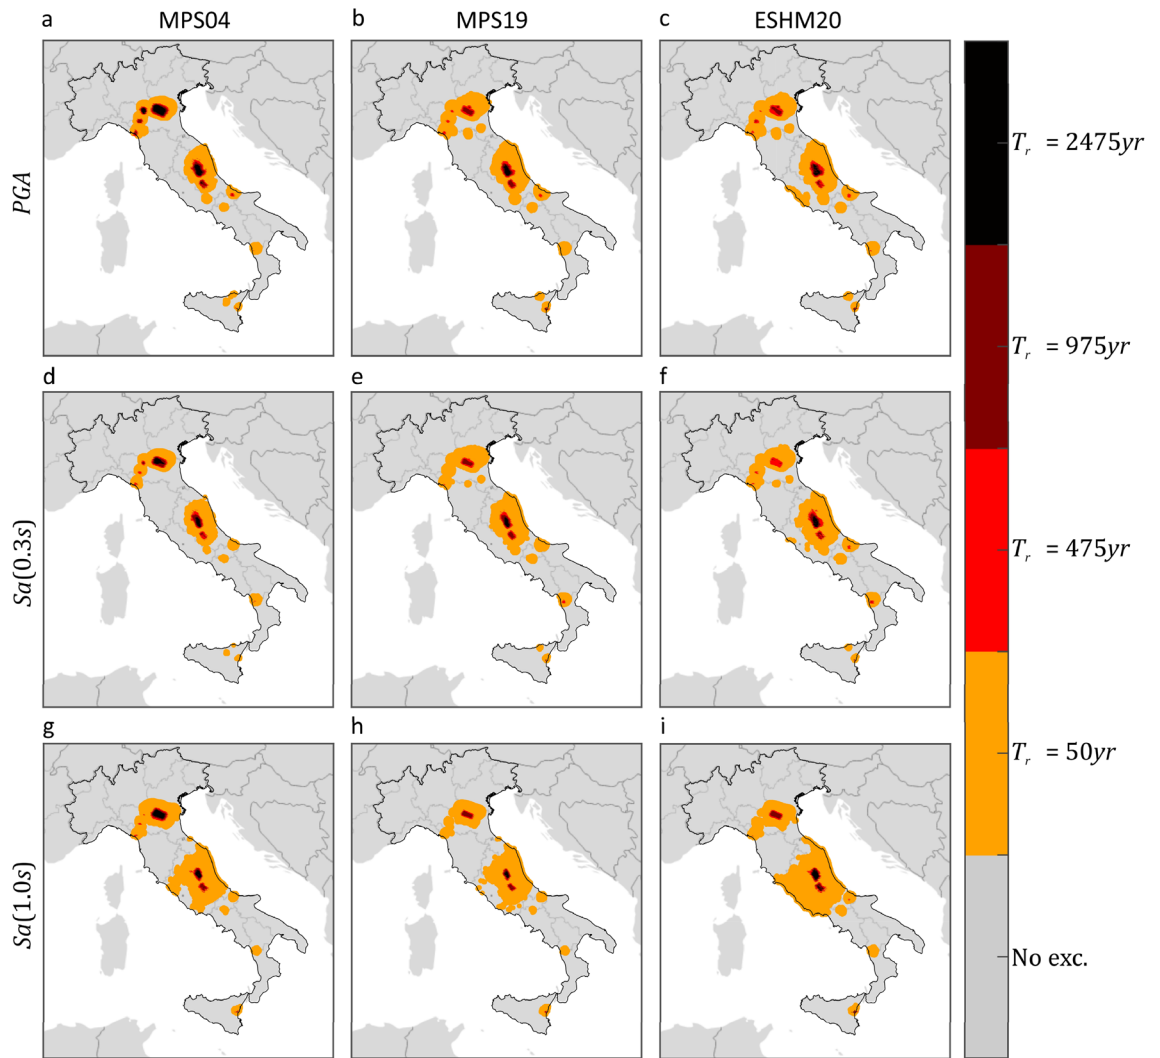 a MPS04
b MPS19
c ESHM20
PGA
T_r = 2475yr
T_r = 975yr
d
e
f
Sa(0.3s)
T_r = 475yr
T_r = 50yr
g
h
i
Sa(1.0s)
No exc.